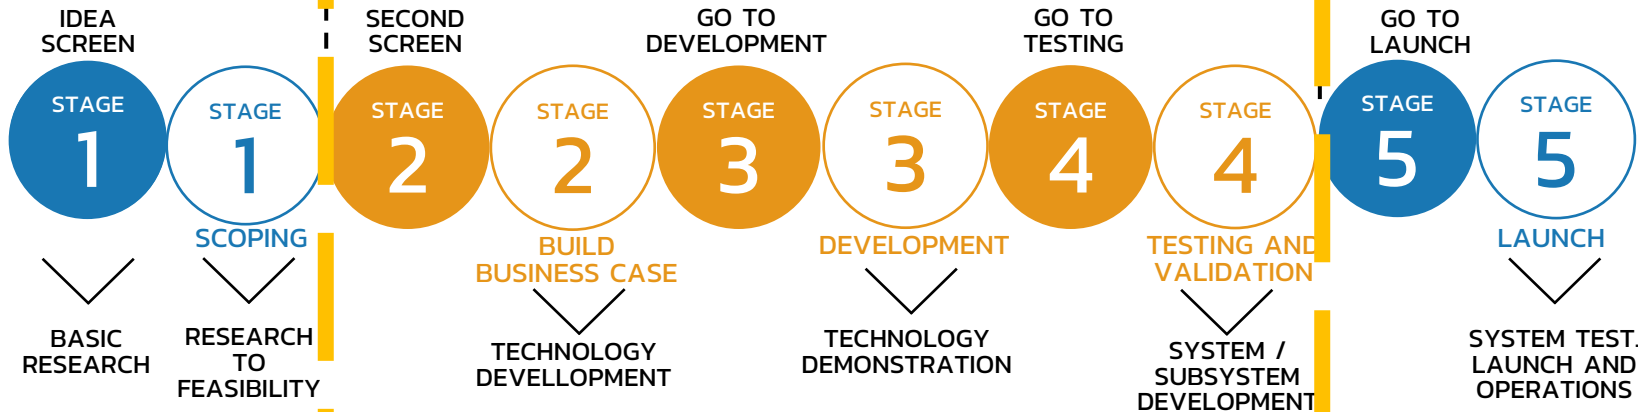 IDEA
SCREEN
SECOND
SCREEN
GO TO
DEVELOPMENT
GO TO
TESTING
GO TO
LAUNCH
STAGE
1
STAGE
1
STAGE
2
STAGE
2
STAGE
3
STAGE
3
STAGE
4
STAGE
4
STAGE
5
STAGE
5
SCOPING
BUILD
BUSINESS CASE
DEVELOPMENT
TESTING AND
VALIDATION
LAUNCH
BASIC
RESEARCH
RESEARCH
TO
FEASIBILITY
TECHNOLOGY
DEVELLOPMENT
TECHNOLOGY
DEMONSTRATION
SYSTEM /
SUBSYSTEM
DEVELOPMENT
SYSTEM TEST.
LAUNCH AND
OPERATIONS